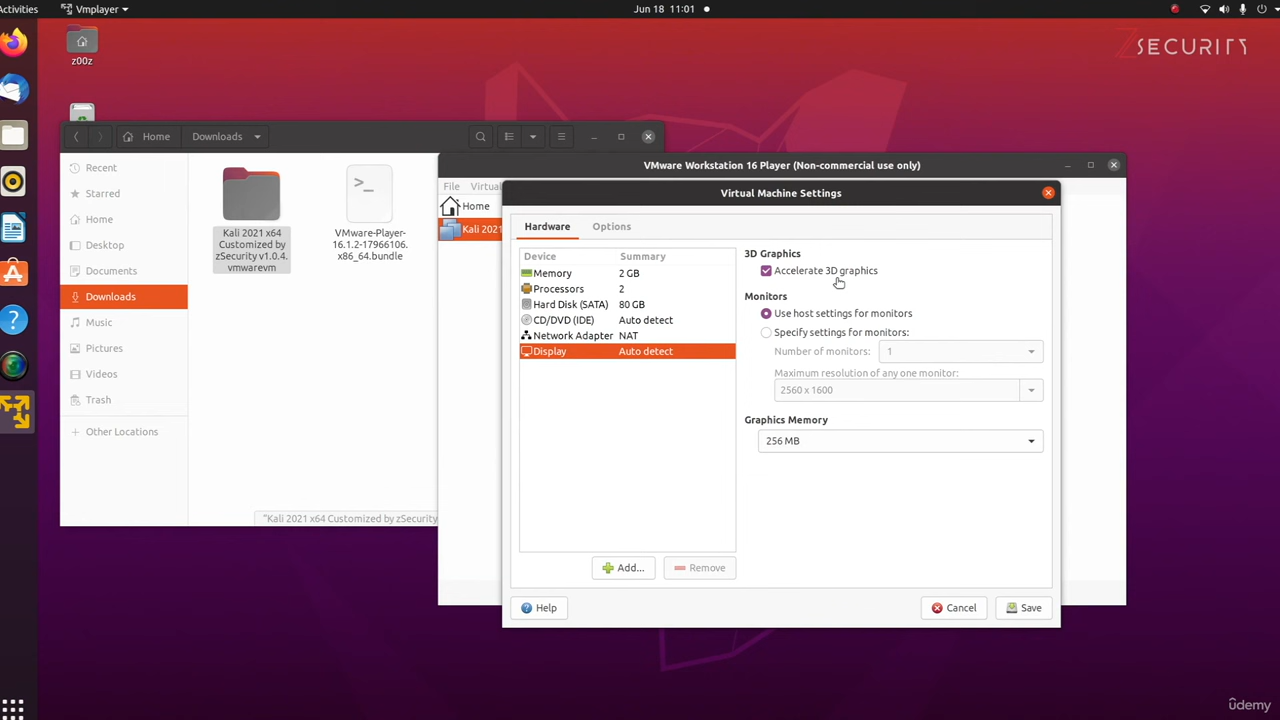 Activities
Vmplayer
Jun 18 11:01
z00z
ZSECURITY
Home
Downloads
Recent
Starred
Home
Desktop
Documents
Downloads
Music
Pictures
Videos
Trash
Other Locations
Kali 2021 x64
Customized by
zSecurity v1.0.4.
vmwarevm
>_
VMware-Player-
16.1.2-17966106.
x86_64.bundle
"Kali 2021 x64 Customized by zSecurity
VMware Workstation 16 Player (Non-commercial use only)
File Virtual
Home
Kali 2021
Virtual Machine Settings
Hardware Options
Device Summary
Memory 2 GB
Processors 2
Hard Disk (SATA) 80 GB
CD/DVD (IDE) Auto detect
Network Adapter NAT
Display Auto detect
Add...
Remove
3D Graphics
Accelerate 3D graphics
Monitors
Use host settings for monitors
Specify settings for monitors:
Number of monitors: 1
Maximum resolution of any one monitor:
2560 x 1600
Graphics Memory
256 MB
Help
Cancel
Save
ûdemy